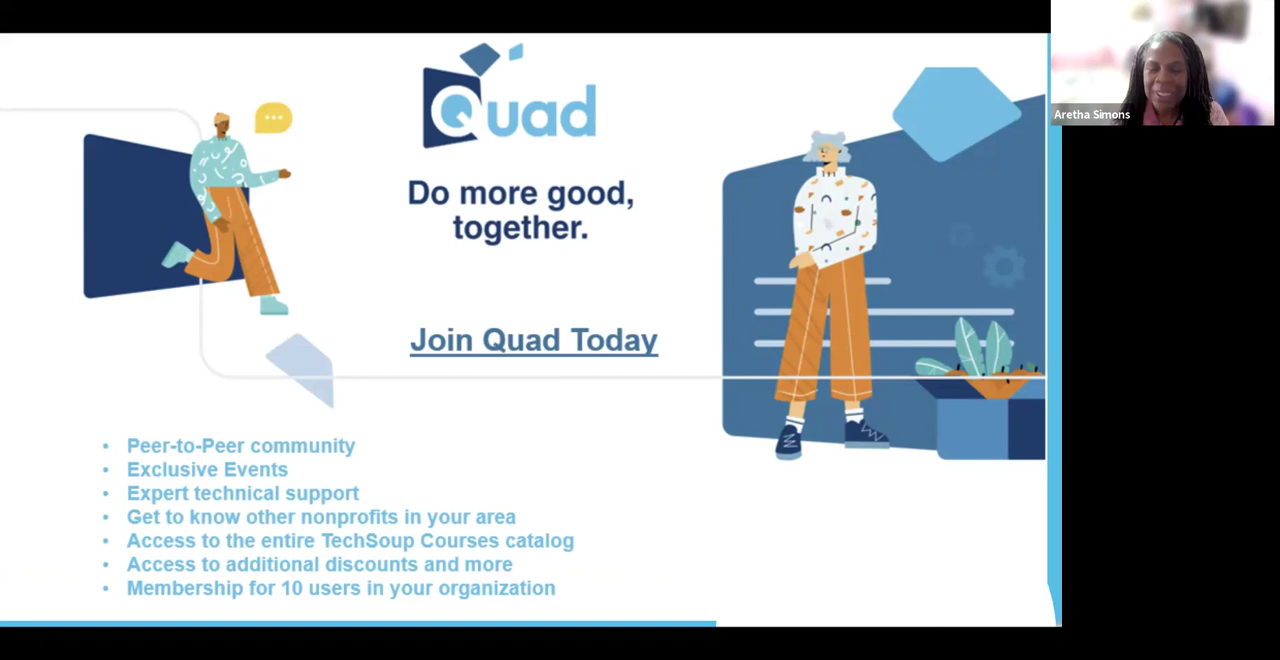 Quad
Do more good,
together.
Join Quad Today
• Peer-to-Peer community
• Exclusive Events
• Expert technical support
• Get to know other nonprofits in your area
• Access to the entire TechSoup Courses catalog
• Access to additional discounts and more
• Membership for 10 users in your organization
Aretha Simons